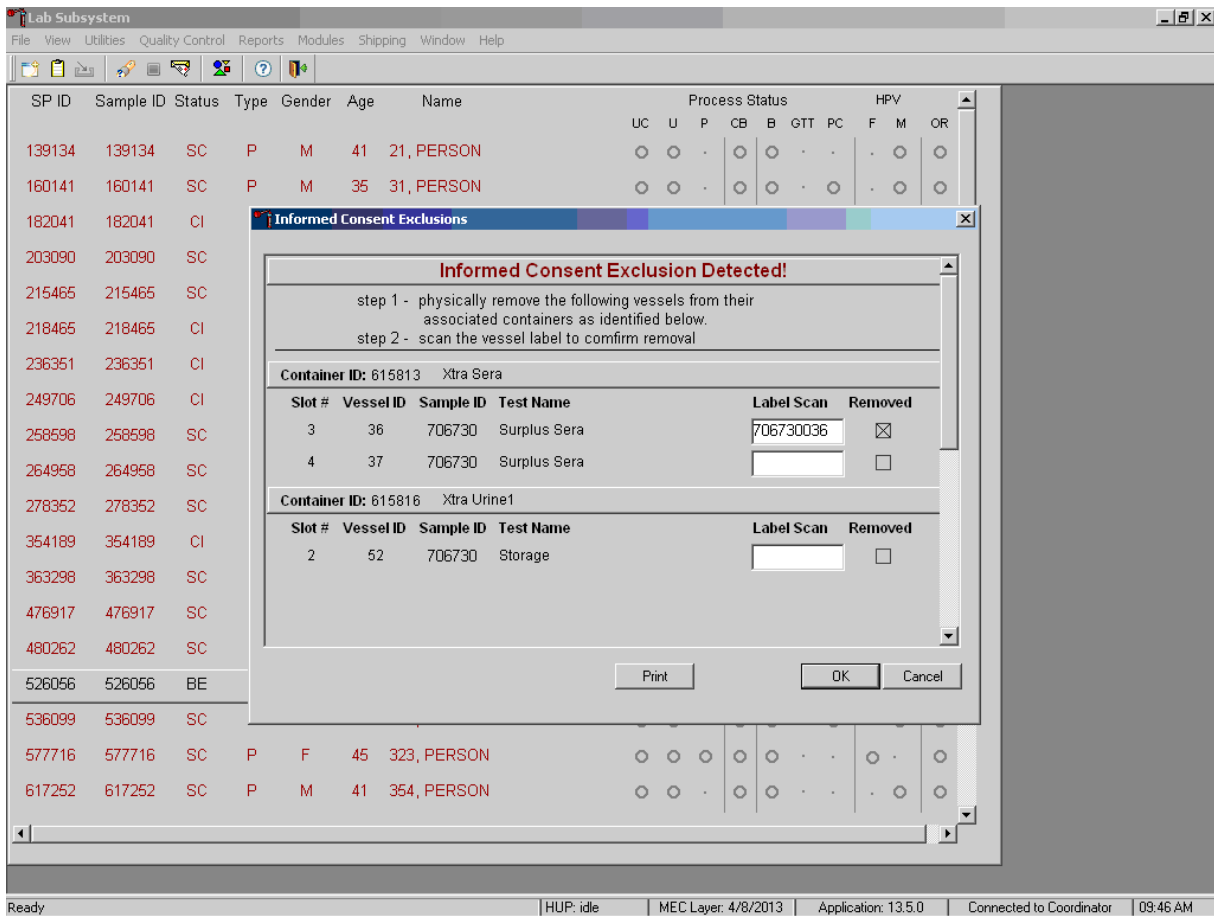 Lab Subsystem
File View Utilities Quality Control Reports Modules Shipping Window Help
SP ID Sample ID Status Type Gender Age Name Process Status HPV
UC U P CB B GTT PC F M OR
139134 139134 SC P M 41 21, PERSON
160141 160141 SC P M 35 31, PERSON
182041 182041 CI
203090 203090 SC
215465 215465 SC
218465 218465 CI
236351 236351 CI
249706 249706 CI
258598 258598 SC
264958 264958 SC
278352 278352 SC
354189 354189 CI
363298 363298 SC
476917 476917 SC
480262 480262 SC
526056 526056 BE
536099 536099 SC
577716 577716 SC P F 45 323, PERSON
617252 617252 SC P M 41 354, PERSON
Informed Consent Exclusions
Informed Consent Exclusion Detected!
step 1 - physically remove the following vessels from their
associated containers as identified below.
step 2 - scan the vessel label to comfirm removal
Container ID: 615813 Xtra Sera
Slot # Vessel ID Sample ID Test Name Label Scan Removed
3 36 706730 Surplus Sera 706730036
4 37 706730 Surplus Sera
Container ID: 615816 Xtra Urine1
Slot # Vessel ID Sample ID Test Name Label Scan Removed
2 52 706730 Storage
Print OK Cancel
Ready HUP: idle MEC Layer: 4/8/2013 Application: 13.5.0 Connected to Coordinator 09:46 AM